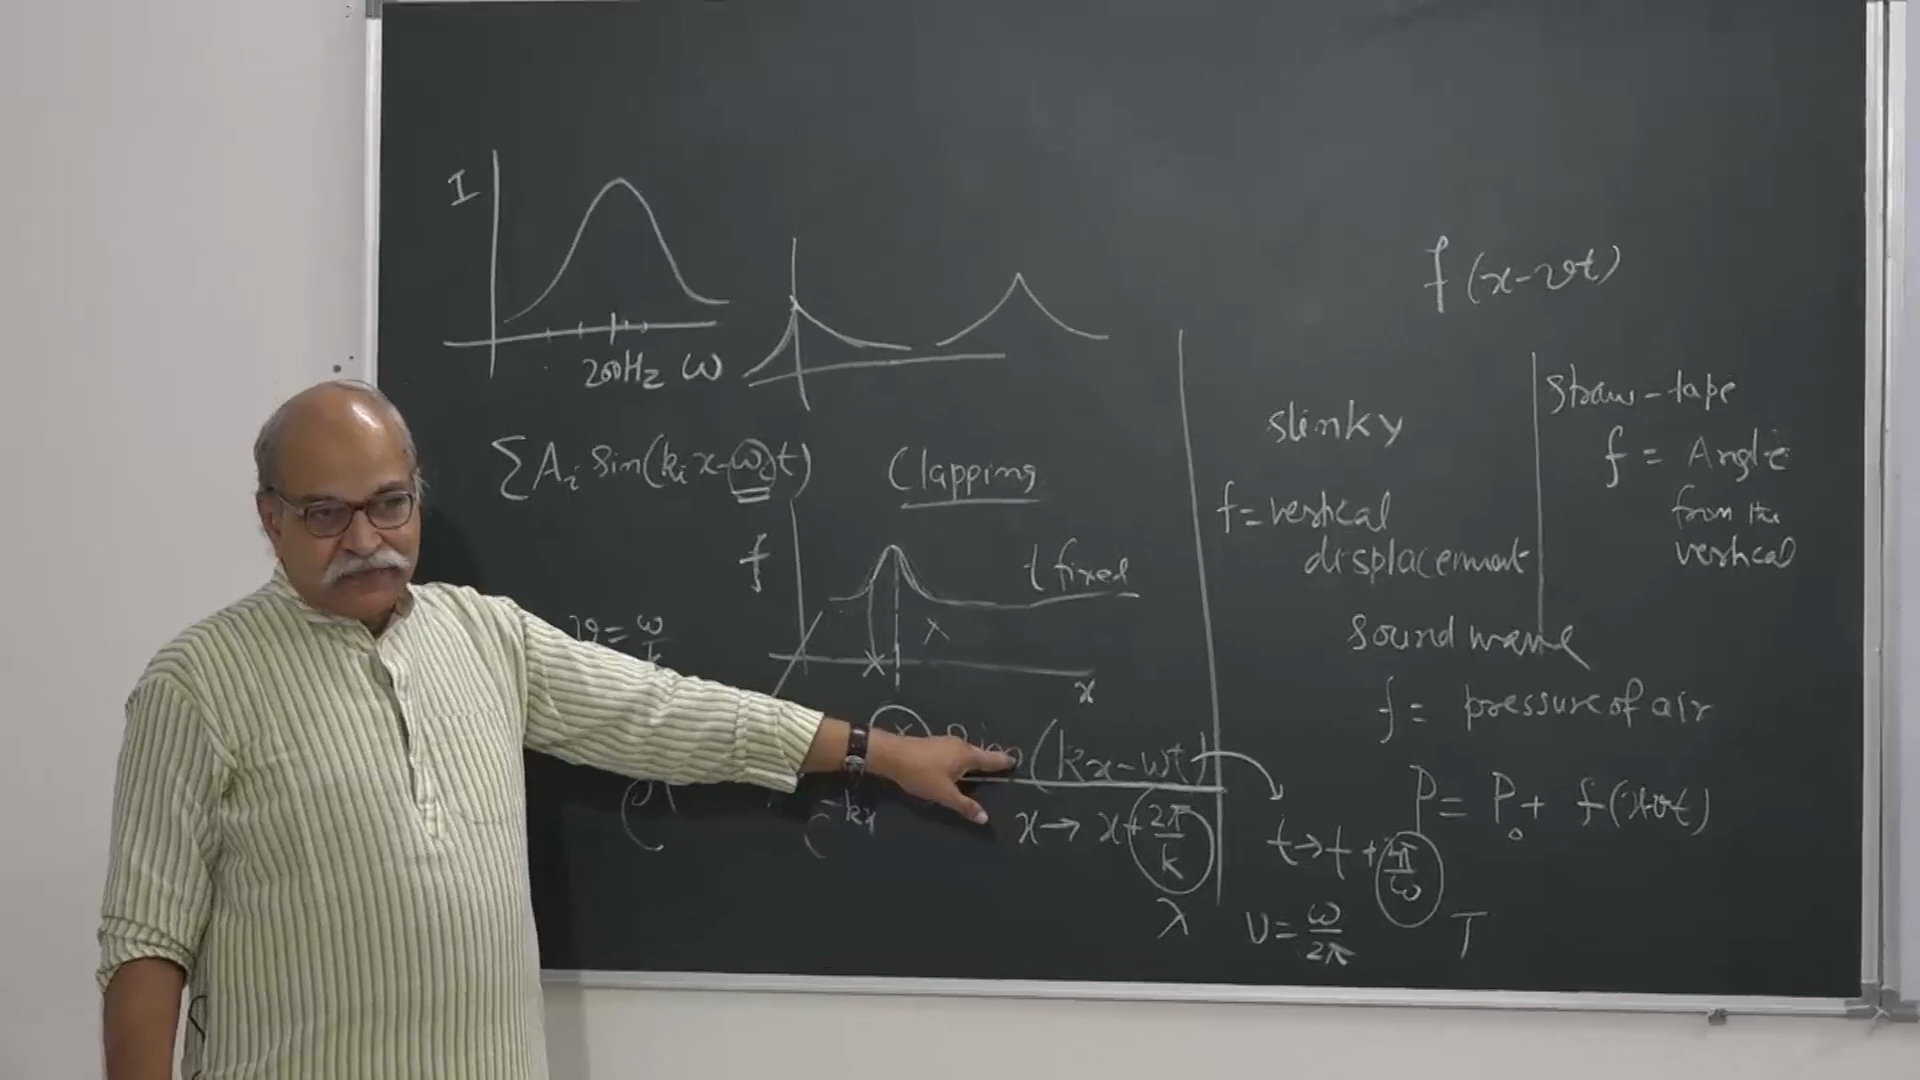 I
200Hz ω
f(x-vt)
ΣAᵢ sin(kᵢx-ωᵢt)
Clapping
f
t fixed
λ
x
v = ω
(kx-ωt)
-kx
x → x+2π/k
λ
slinky
f = vertical
displacement
straw-tape
f = Angle
from the
vertical
sound wave
f = pressure of air
P = P₀+ f(x-vt)
t → t + 2π/ω
ν = ω/2π
T